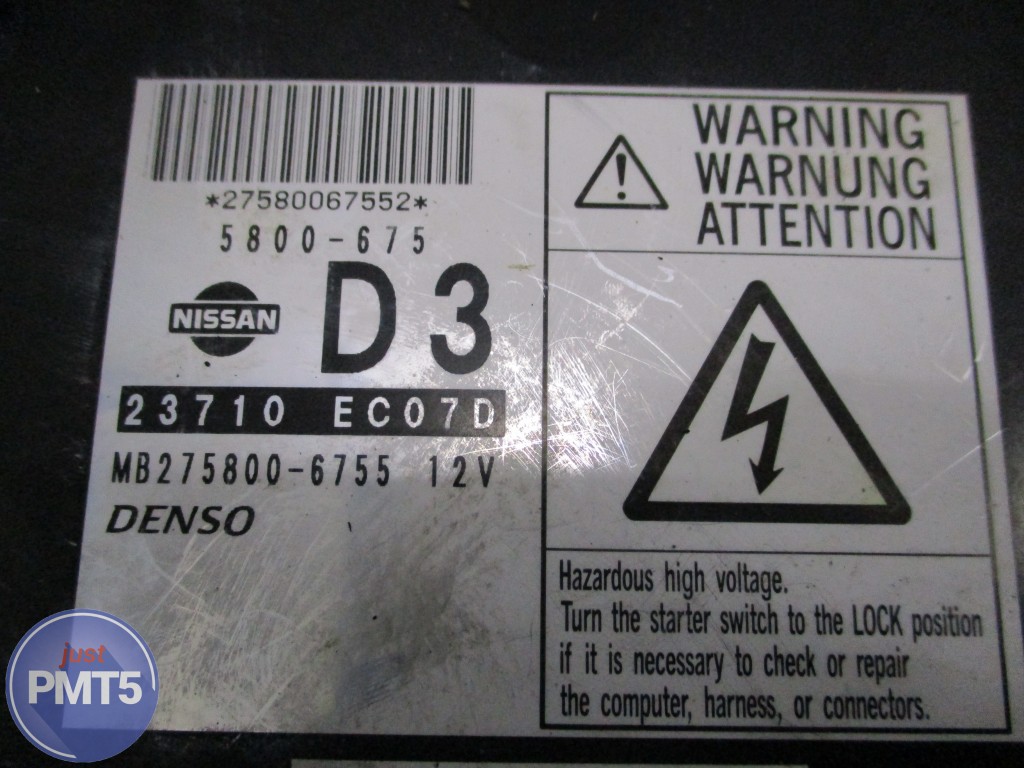 *27580067552*
5800-675
NISSAN
D3
23710 EC07D
MB275800-6755 12V
DENSO
WARNING
WARNUNG
ATTENTION
Hazardous high voltage.
Turn the starter switch to the LOCK position
if it is necessary to check or repair
the computer, harness, or connectors.
just
PMT5